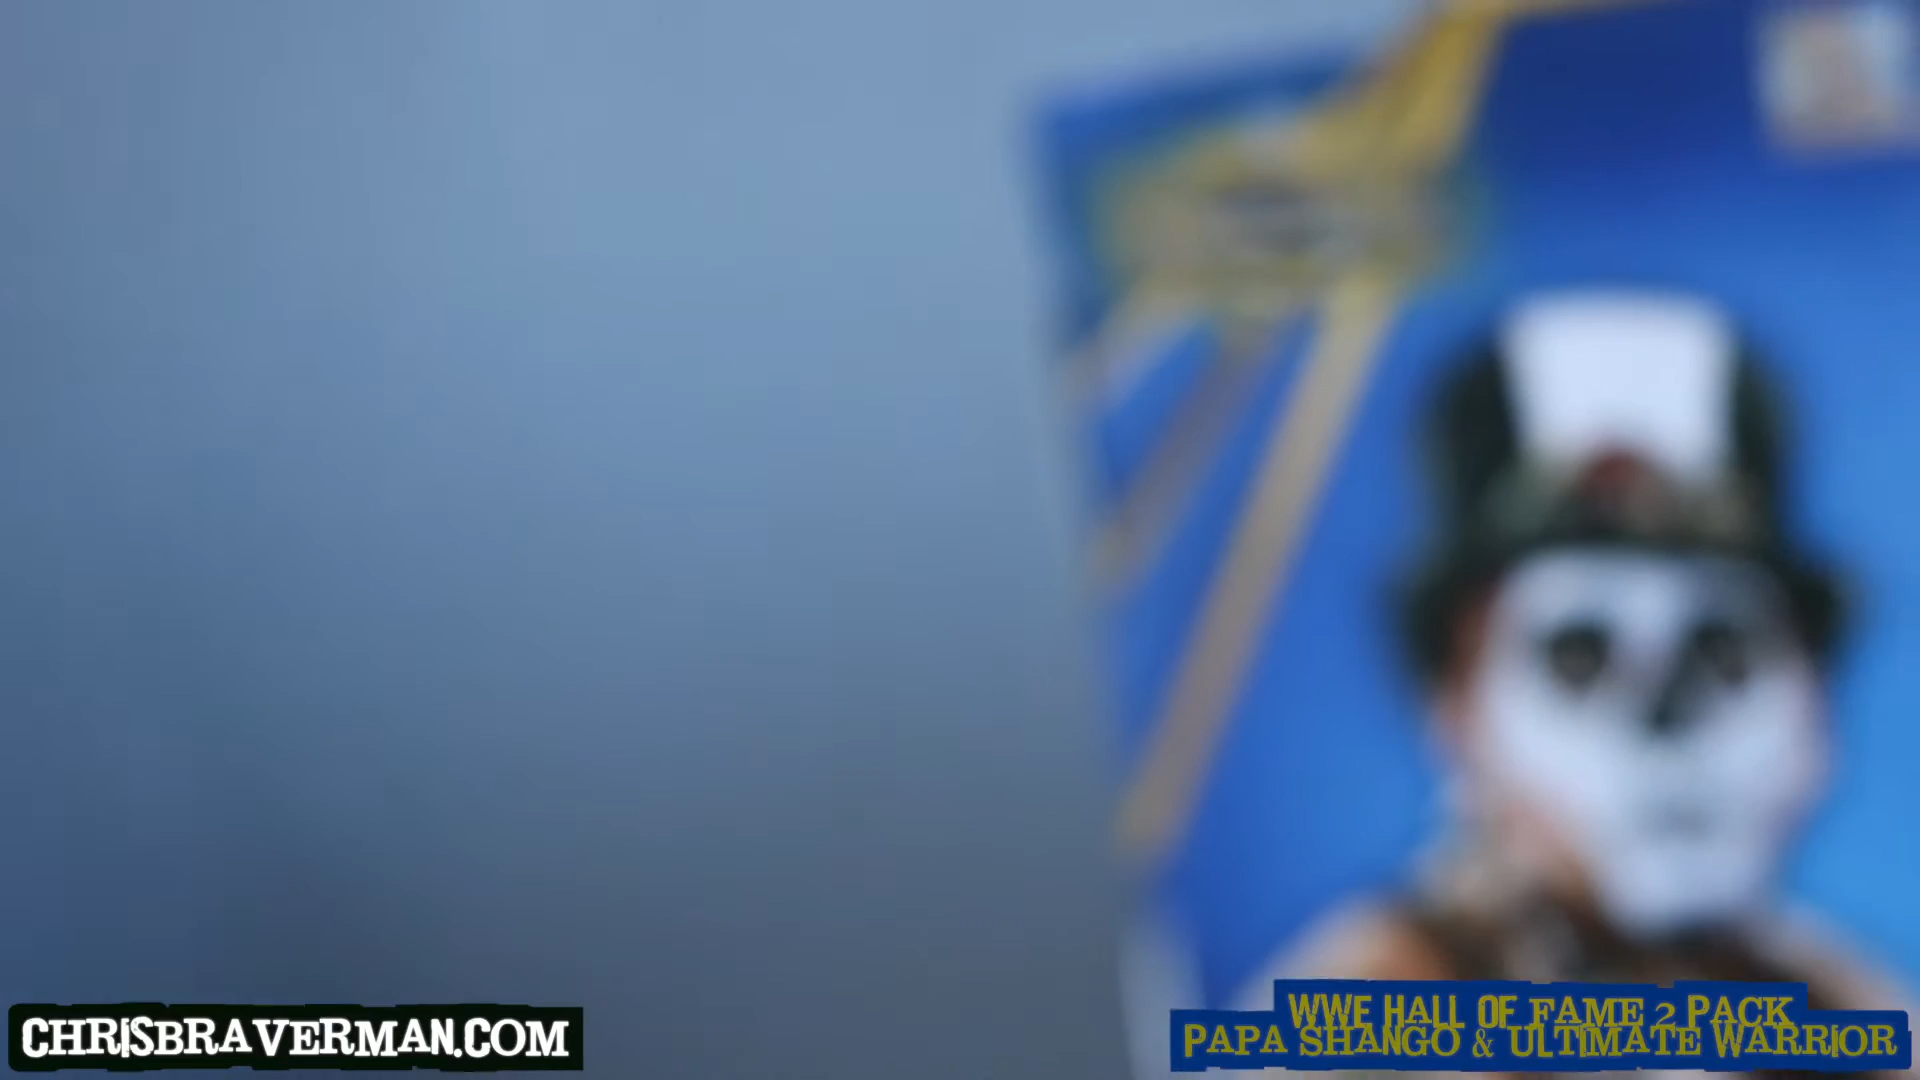 WWE HALL OF FAME 2 PACK
PAPA SHANGO & ULTIMATE WARRIOR
CHRISBRAVERMAN.COM